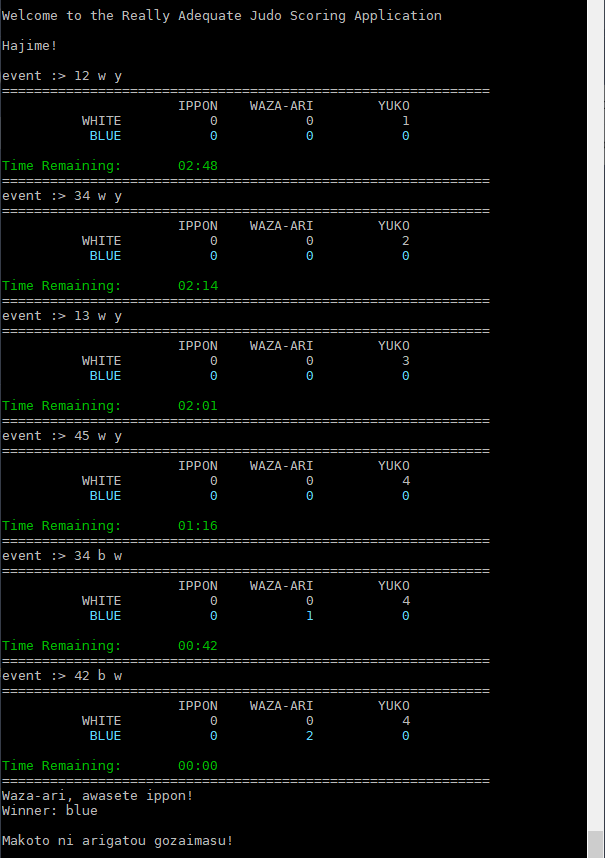 Welcome to the Really Adequate Judo Scoring Application
Hajime!
event :> 12 w y
=============================================================
IPPON WAZA-ARI YUKO
WHITE 0 0 1
BLUE 0 0 0
Time Remaining: 02:48
=============================================================
event :> 34 w y
=============================================================
IPPON WAZA-ARI YUKO
WHITE 0 0 2
BLUE 0 0 0
Time Remaining: 02:14
=============================================================
event :> 13 w y
=============================================================
IPPON WAZA-ARI YUKO
WHITE 0 0 3
BLUE 0 0 0
Time Remaining: 02:01
=============================================================
event :> 45 w y
=============================================================
IPPON WAZA-ARI YUKO
WHITE 0 0 4
BLUE 0 0 0
Time Remaining: 01:16
=============================================================
event :> 34 b w
=============================================================
IPPON WAZA-ARI YUKO
WHITE 0 0 4
BLUE 0 1 0
Time Remaining: 00:42
=============================================================
event :> 42 b w
=============================================================
IPPON WAZA-ARI YUKO
WHITE 0 0 4
BLUE 0 2 0
Time Remaining: 00:00
=============================================================
Waza-ari, awasete ippon!
Winner: blue
Makoto ni arigatou gozaimasu!